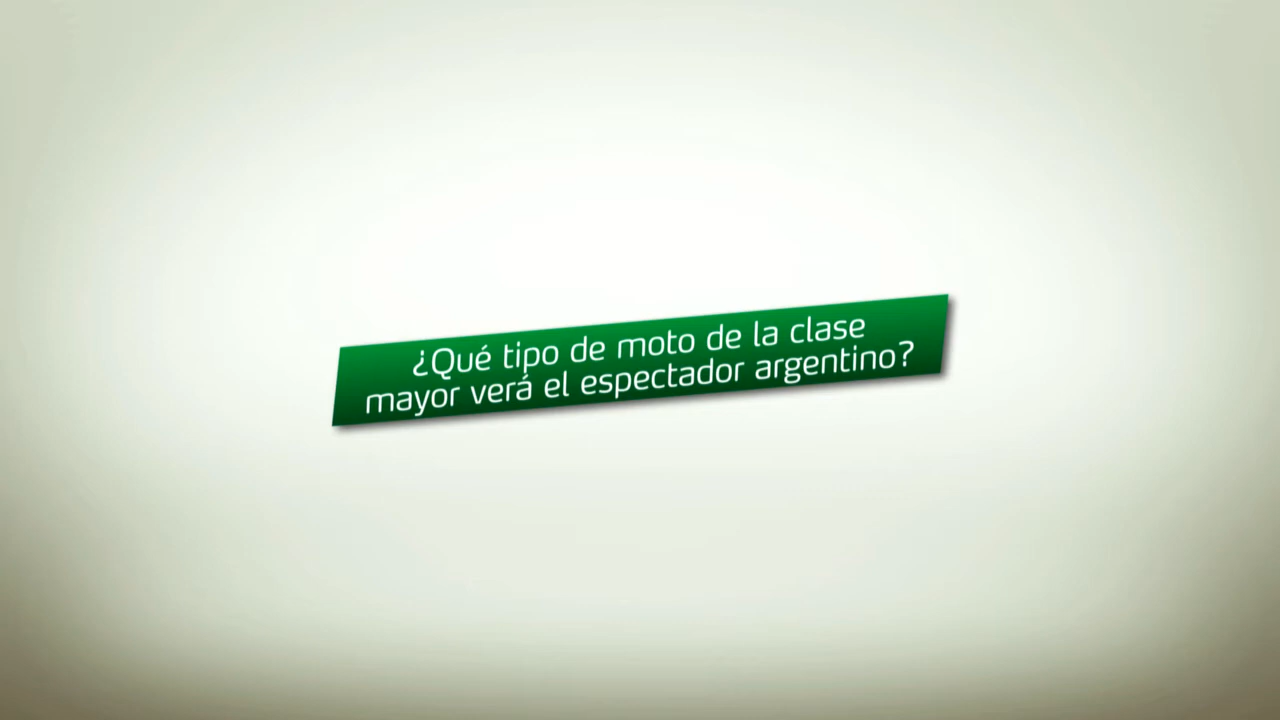 ¿Qué tipo de moto de la clase
mayor verá el espectador argentino?